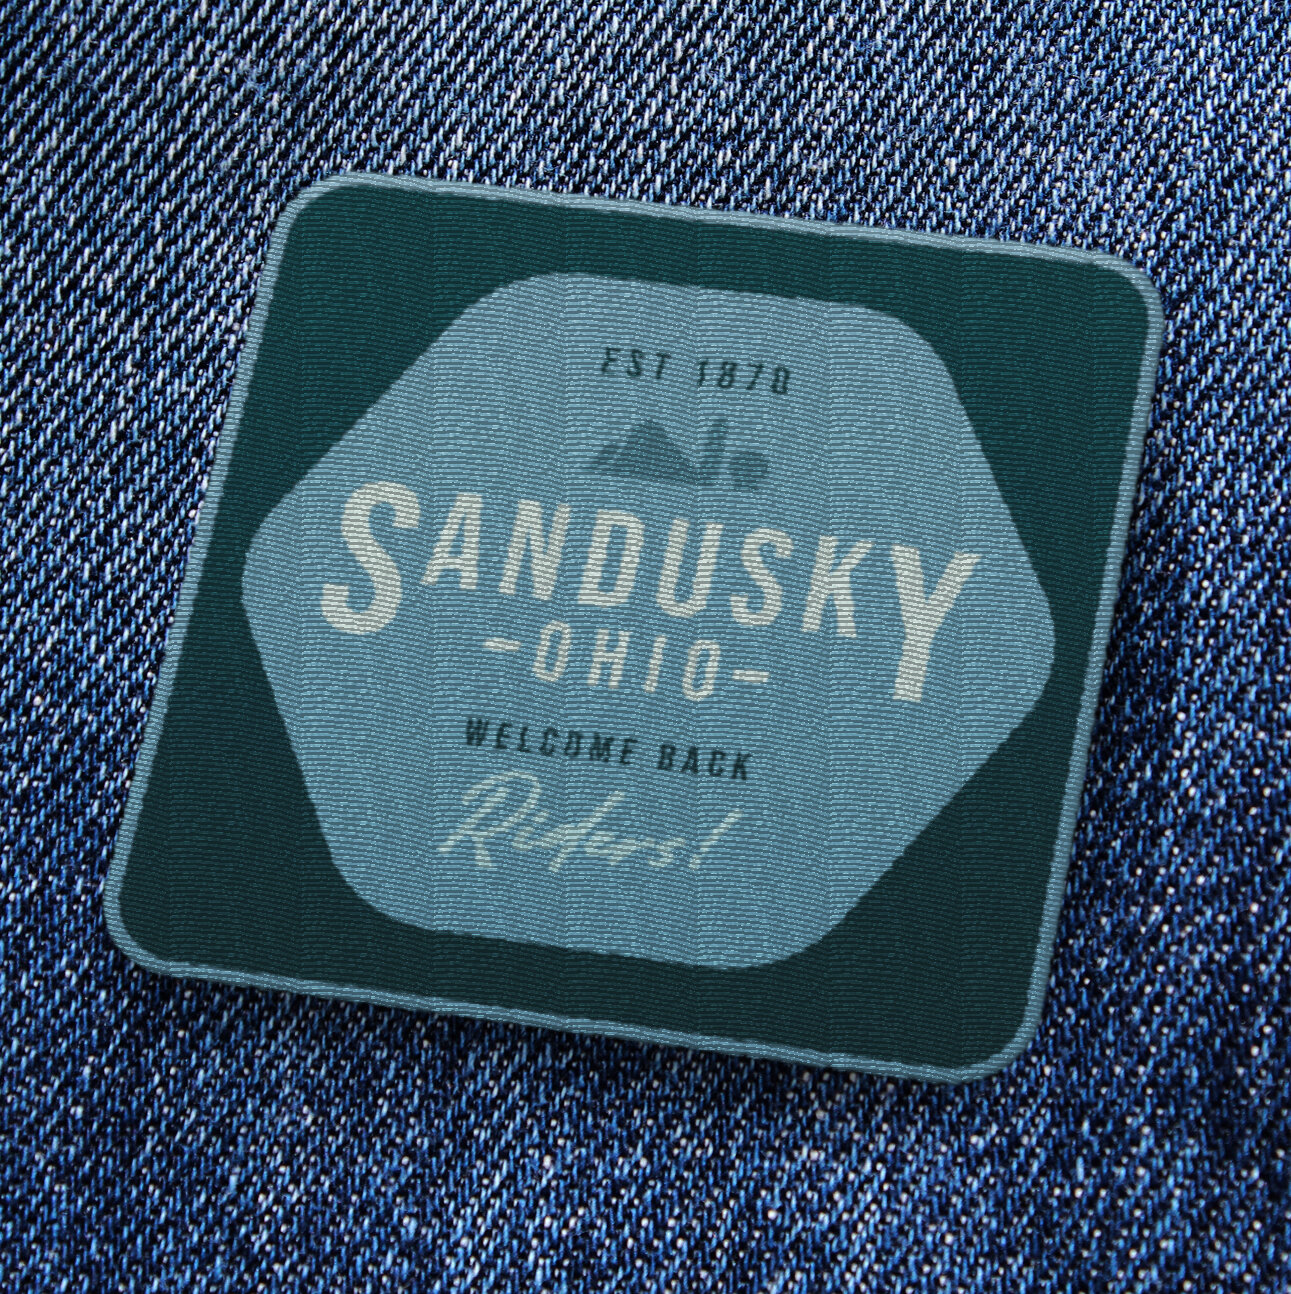 EST 1870
SANDUSKY
-OHIO-
WELCOME BACK
Riders!